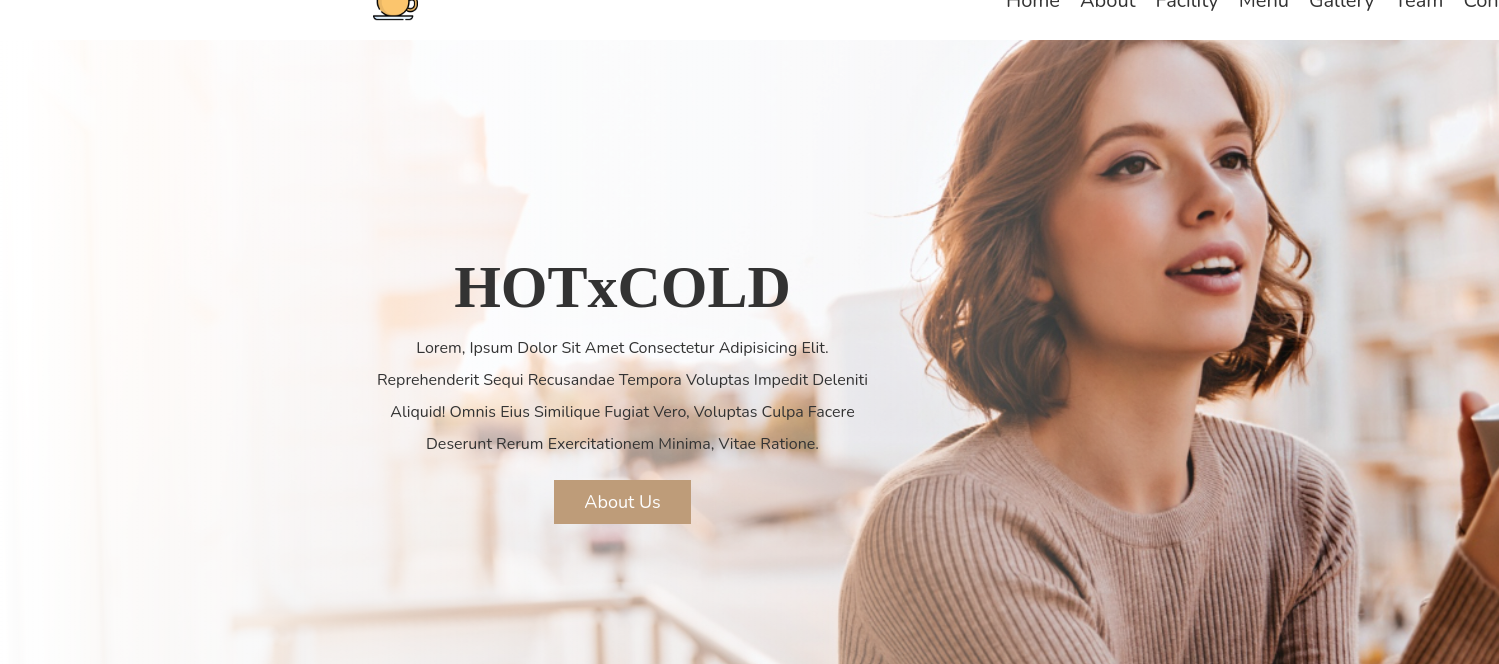 Home About Facility Menu Gallery Team
HOTxCOLD
Lorem, Ipsum Dolor Sit Amet Consectetur Adipisicing Elit.
Reprehenderit Sequi Recusandae Tempora Voluptas Impedit Deleniti
Aliquid! Omnis Eius Similique Fugiat Vero, Voluptas Culpa Facere
Deserunt Rerum Exercitationem Minima, Vitae Ratione.
About Us